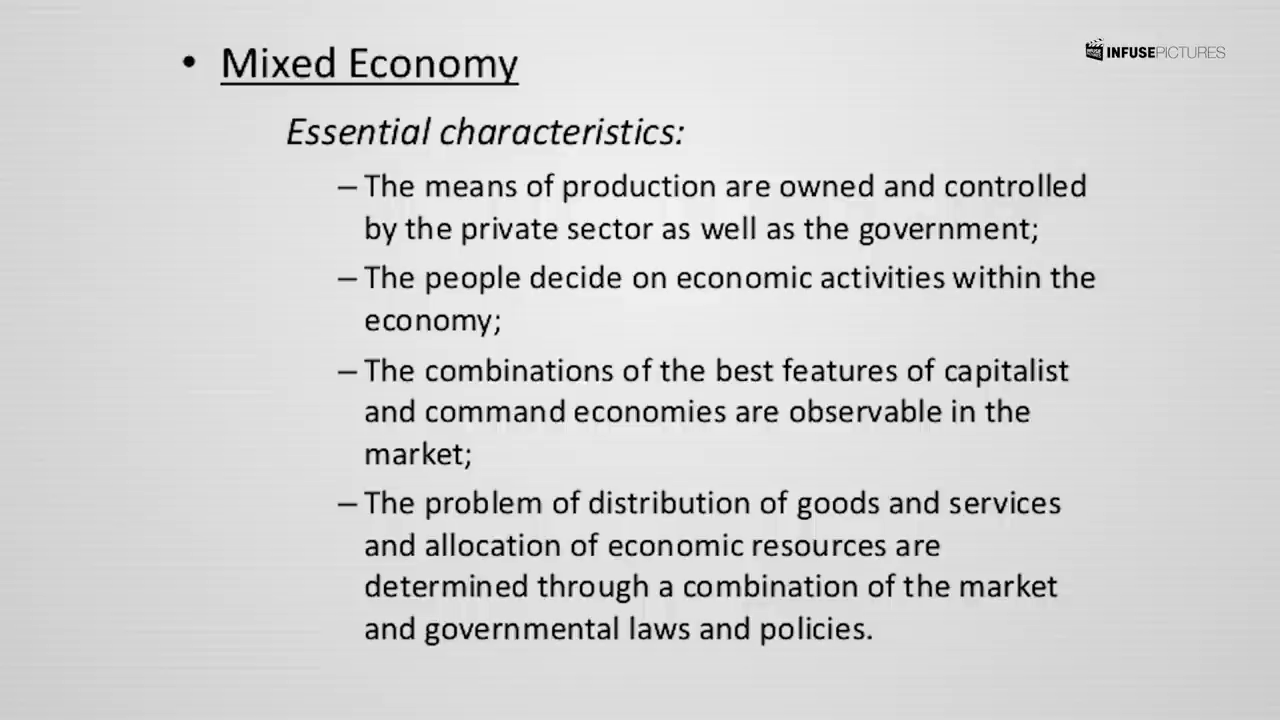 INFUSEPICTURES
• Mixed Economy
Essential characteristics:
– The means of production are owned and controlled
by the private sector as well as the government;
– The people decide on economic activities within the
economy;
– The combinations of the best features of capitalist
and command economies are observable in the
market;
– The problem of distribution of goods and services
and allocation of economic resources are
determined through a combination of the market
and governmental laws and policies.